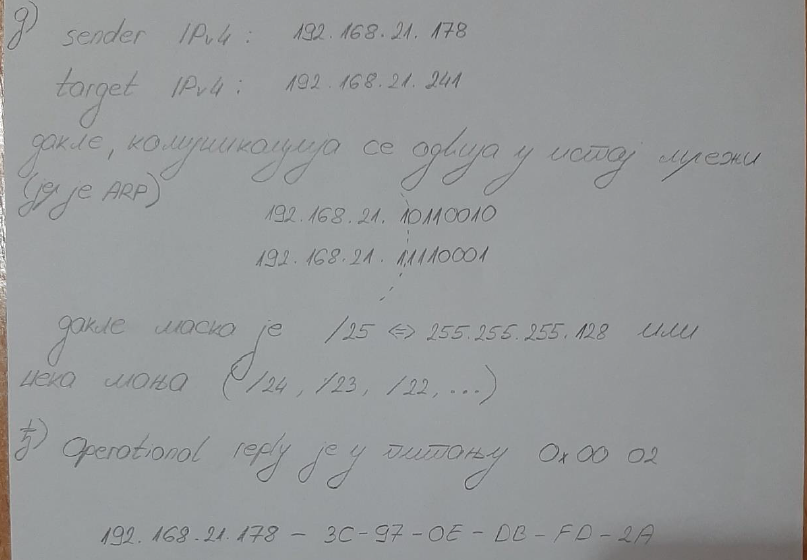 д) sender IPv4: 192.168.21.178
target IPv4: 192.168.21.241
дакле, комуникација се одвија у истој мрежи
(јер је ARP)
192.168.21.10110010
192.168.21.11110001
дакле маска је /25 ⇔ 255.255.255.128 или
нека мања (/24, /23, /22, ...)
ђ) Operational reply је у питању 0x00 02
192.168.21.178 - 3C-97-0E-DB-FD-2A